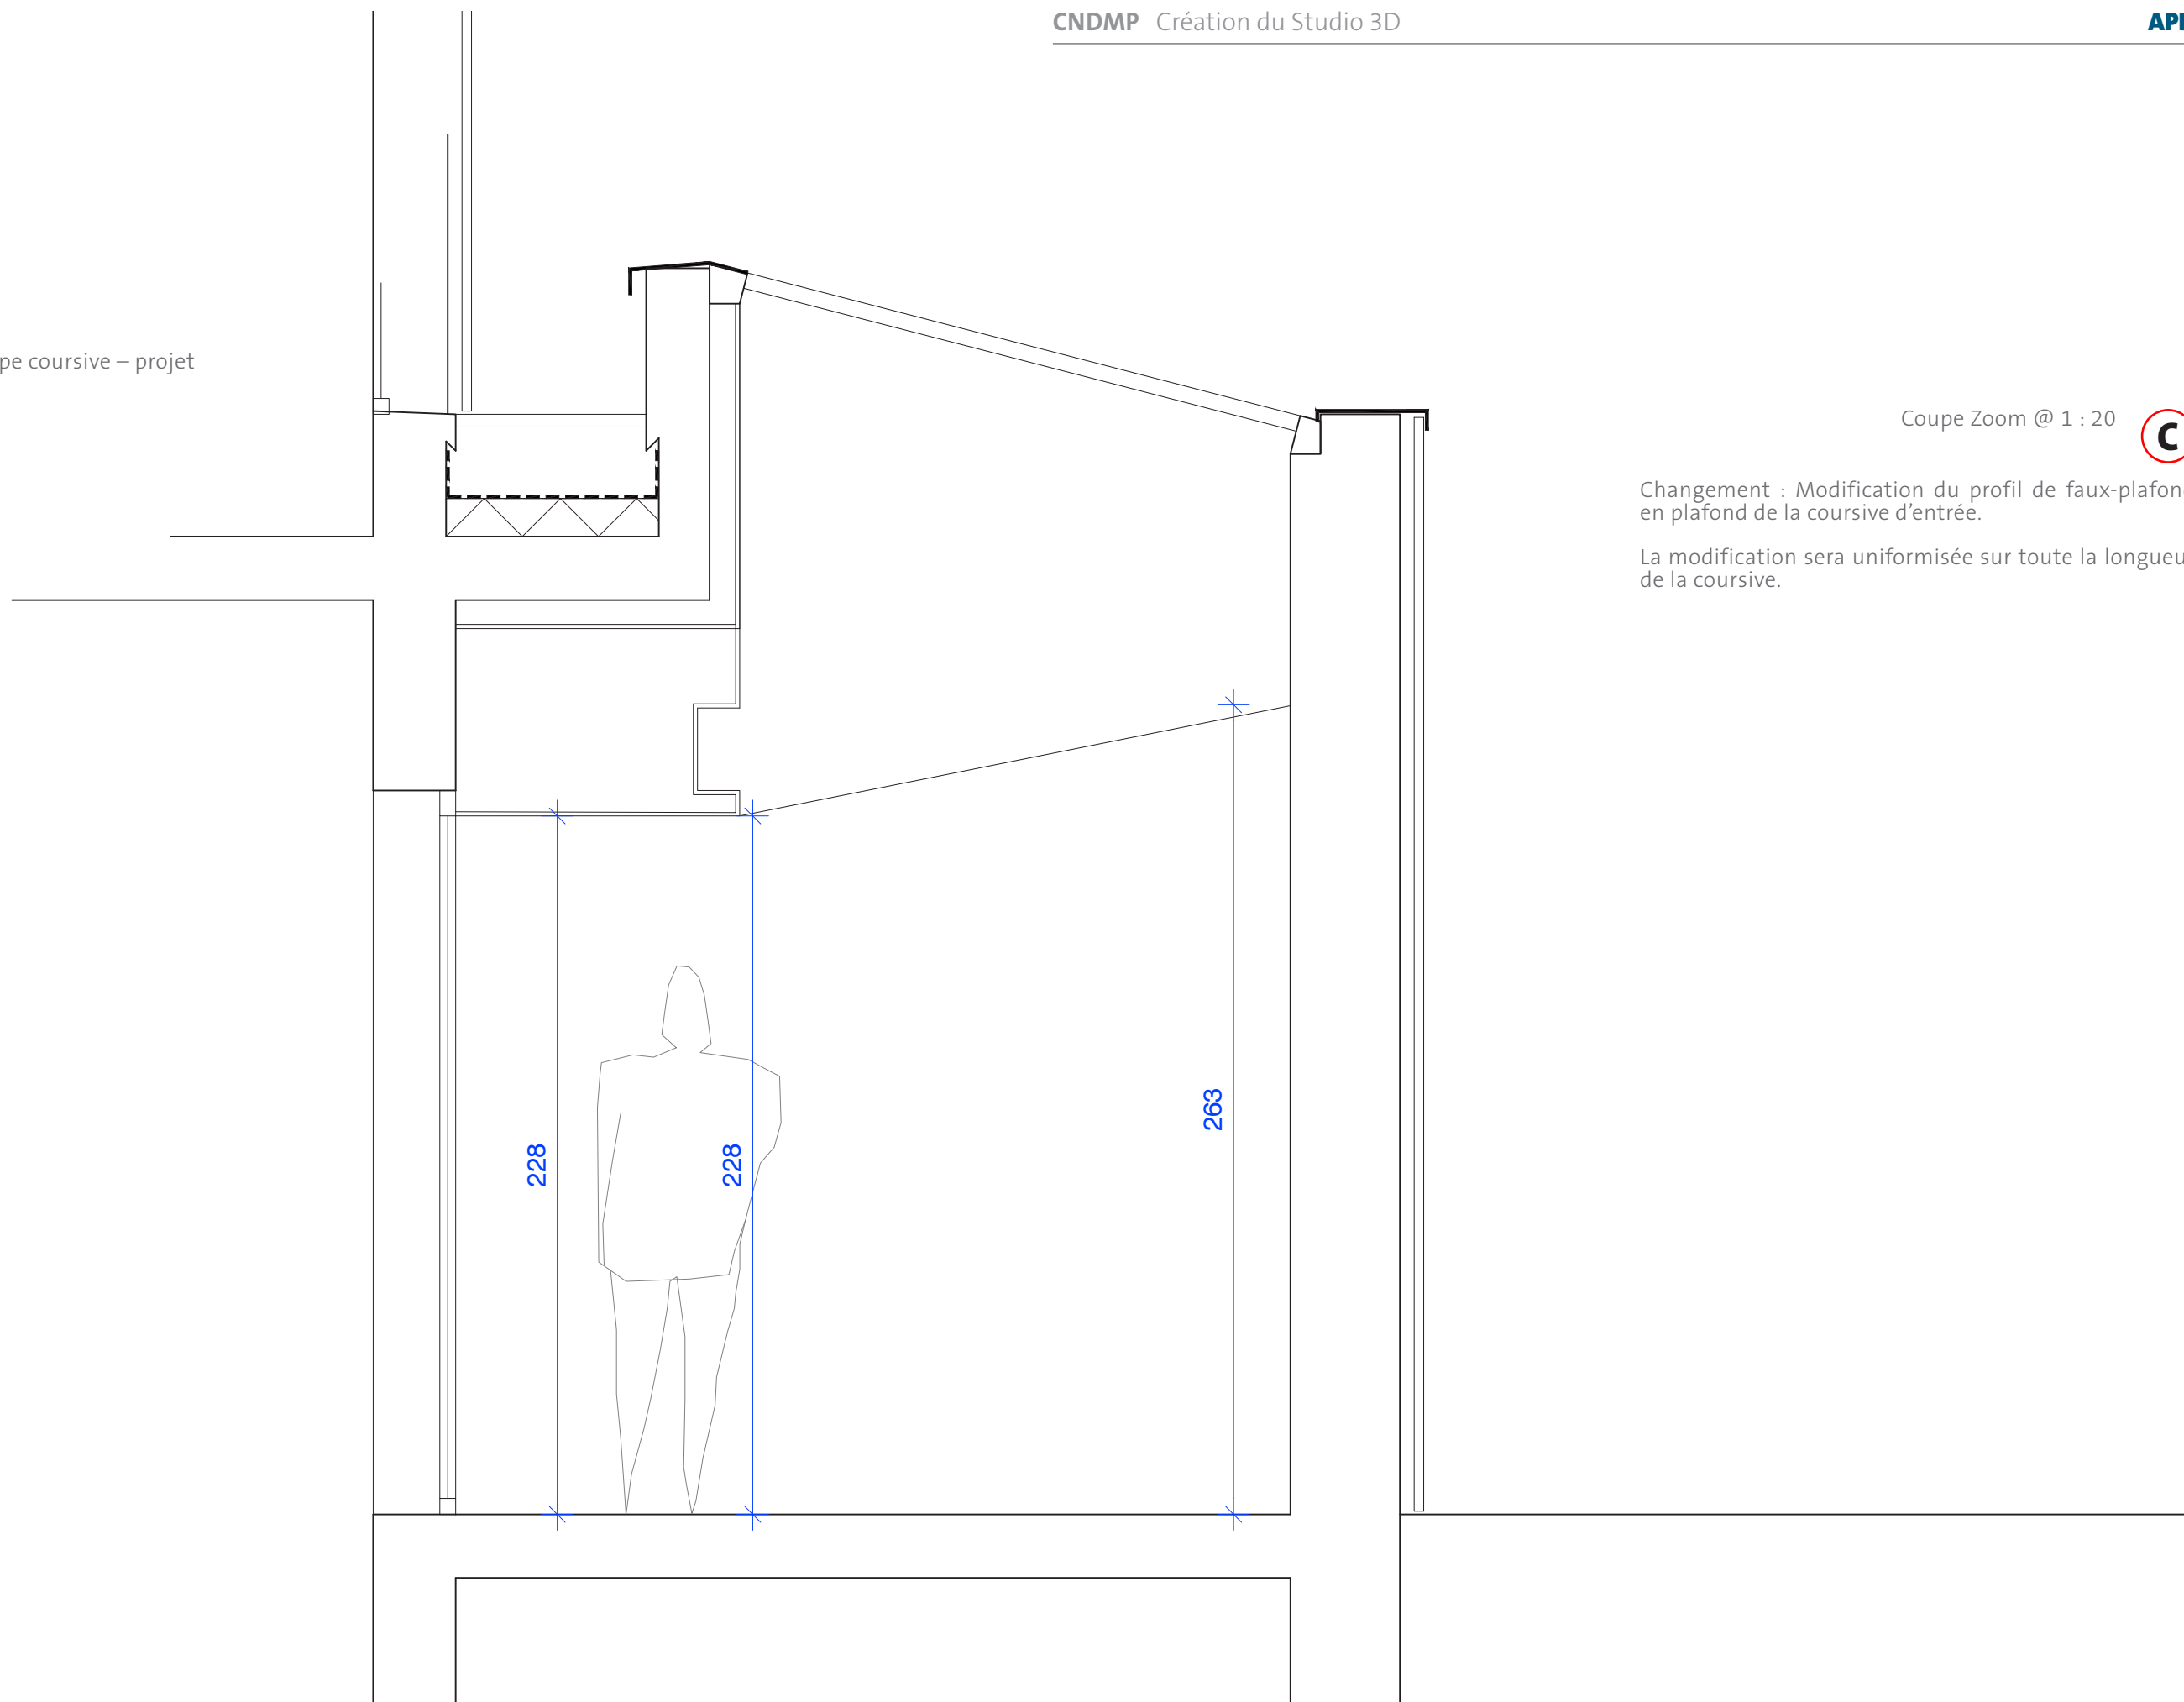 CNDMP Création du Studio 3D
pe coursive – projet
Coupe Zoom @ 1 : 20
C
Changement : Modification du profil de faux-plafon
en plafond de la coursive d’entrée.
La modification sera uniformisée sur toute la longueu
de la coursive.
263
228
228